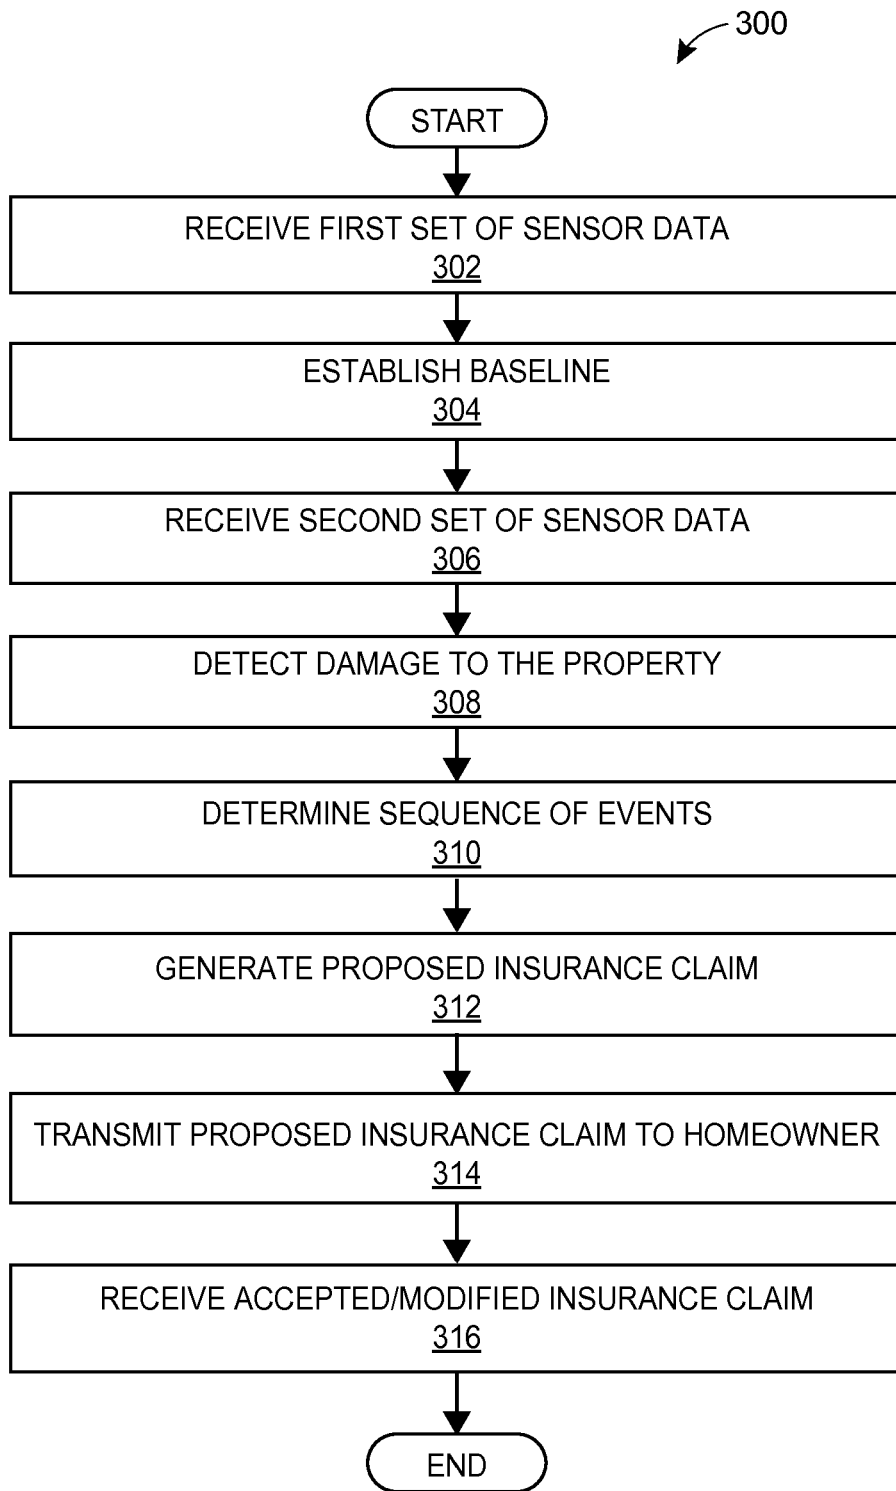 300
START
RECEIVE FIRST SET OF SENSOR DATA
302
ESTABLISH BASELINE
304
RECEIVE SECOND SET OF SENSOR DATA
306
DETECT DAMAGE TO THE PROPERTY
308
DETERMINE SEQUENCE OF EVENTS
310
GENERATE PROPOSED INSURANCE CLAIM
312
TRANSMIT PROPOSED INSURANCE CLAIM TO HOMEOWNER
314
RECEIVE ACCEPTED/MODIFIED INSURANCE CLAIM
316
END